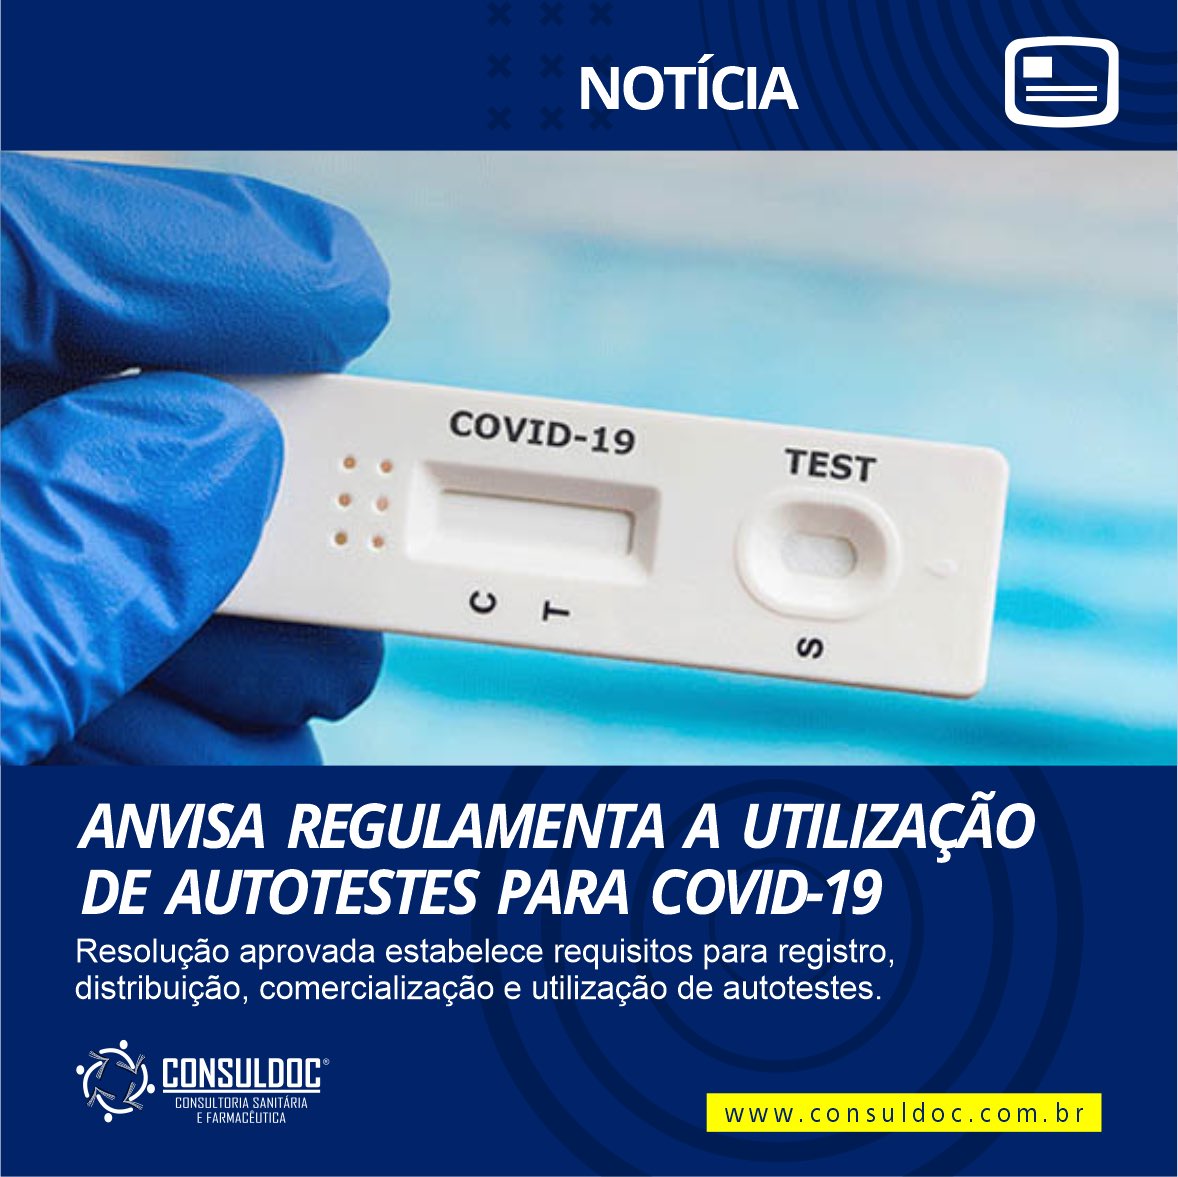 NOTÍCIA
COVID-19
TEST
C
T
S
ANVISA REGULAMENTA A UTILIZAÇÃO
DE AUTOTESTES PARA COVID-19
Resolução aprovada estabelece requisitos para registro,
distribuição, comercialização e utilização de autotestes.
CONSULDOC®
CONSULTORIA SANITÁRIA
E FARMACÊUTICA
www.consuldoc.com.br